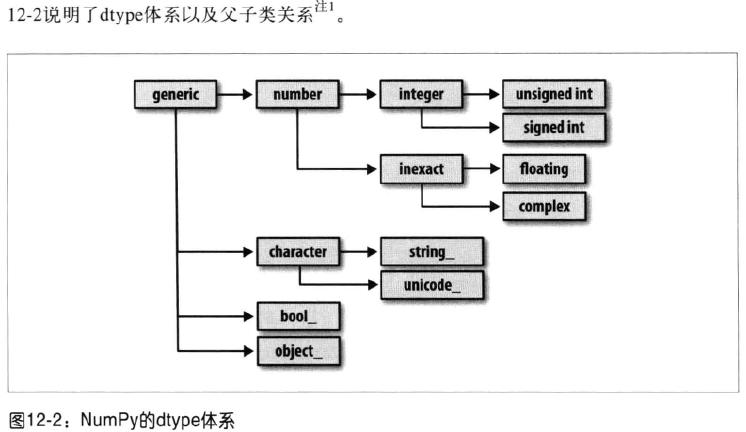 12-2说明了dtype体系以及父子类关系注1。
generic number integer unsigned int
signed int
inexact floating
complex
character string_
unicode_
bool_
object_
图12-2：NumPy的dtype体系